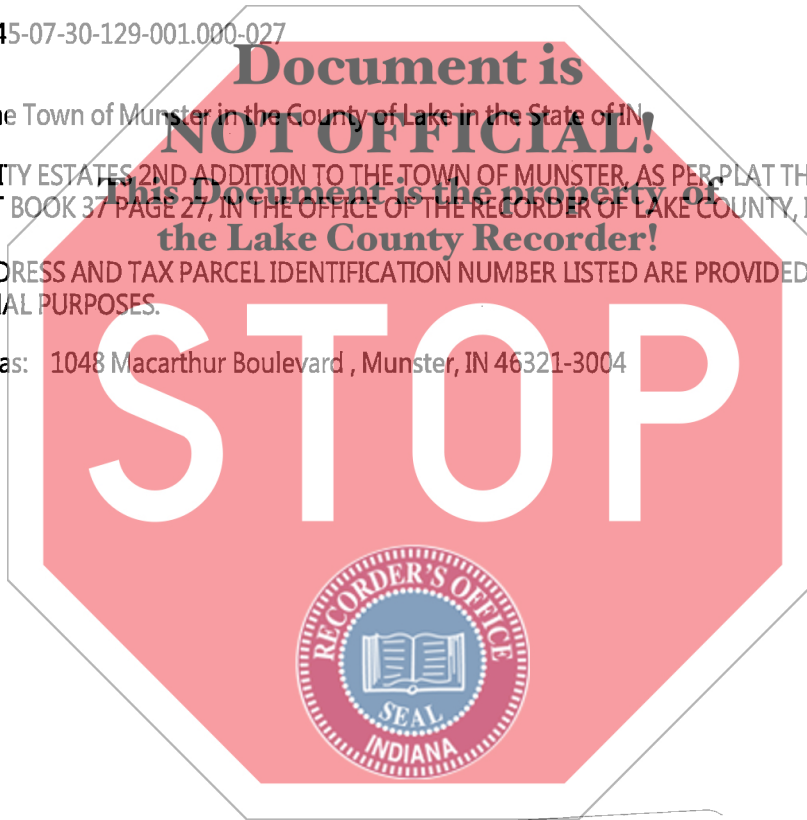 45-07-30-129-001.000-027
Document is
e Town of Munster in the County of Lake in the State of IN
NOT OFFICIAL!
TY ESTATES 2ND ADDITION TO THE TOWN OF MUNSTER, AS PER PLAT TH
This Document is the property of
BOOK 37 PAGE 27, IN THE OFFICE OF THE RECORDER OF LAKE COUNTY, I
the Lake County Recorder!
DRESS AND TAX PARCEL IDENTIFICATION NUMBER LISTED ARE PROVIDED
AL PURPOSES.
as: 1048 Macarthur Boulevard , Munster, IN 46321-3004
STOP
RECORDER'S OFFICE
SEAL
INDIANA